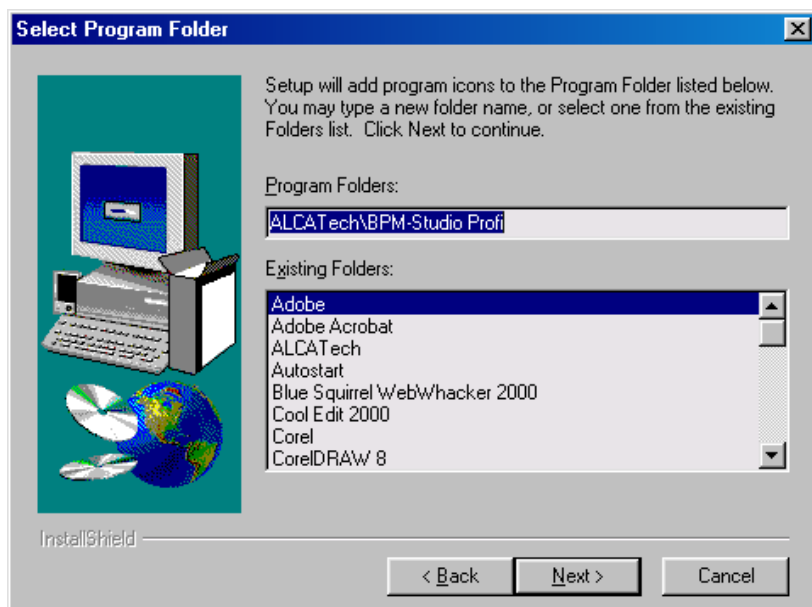 Select Program Folder
Setup will add program icons to the Program Folder listed below.
You may type a new folder name, or select one from the existing
Folders list. Click Next to continue.
Program Folders:
ALCATech\BPM-Studio Profi
Existing Folders:
Adobe
Adobe Acrobat
ALCATech
Autostart
Blue Squirrel WebWhacker 2000
Cool Edit 2000
Corel
CorelDRAW 8
InstallShield
< Back
Next >
Cancel